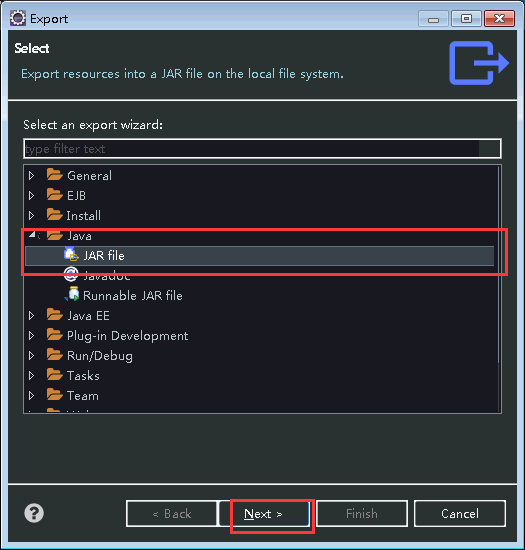 Export
Select
Export resources into a JAR file on the local file system.
Select an export wizard:
type filter text
General
EJB
Install
Java
JAR file
Javadoc
Runnable JAR file
Java EE
Plug-in Development
Run/Debug
Tasks
Team
< Back Next > Finish Cancel